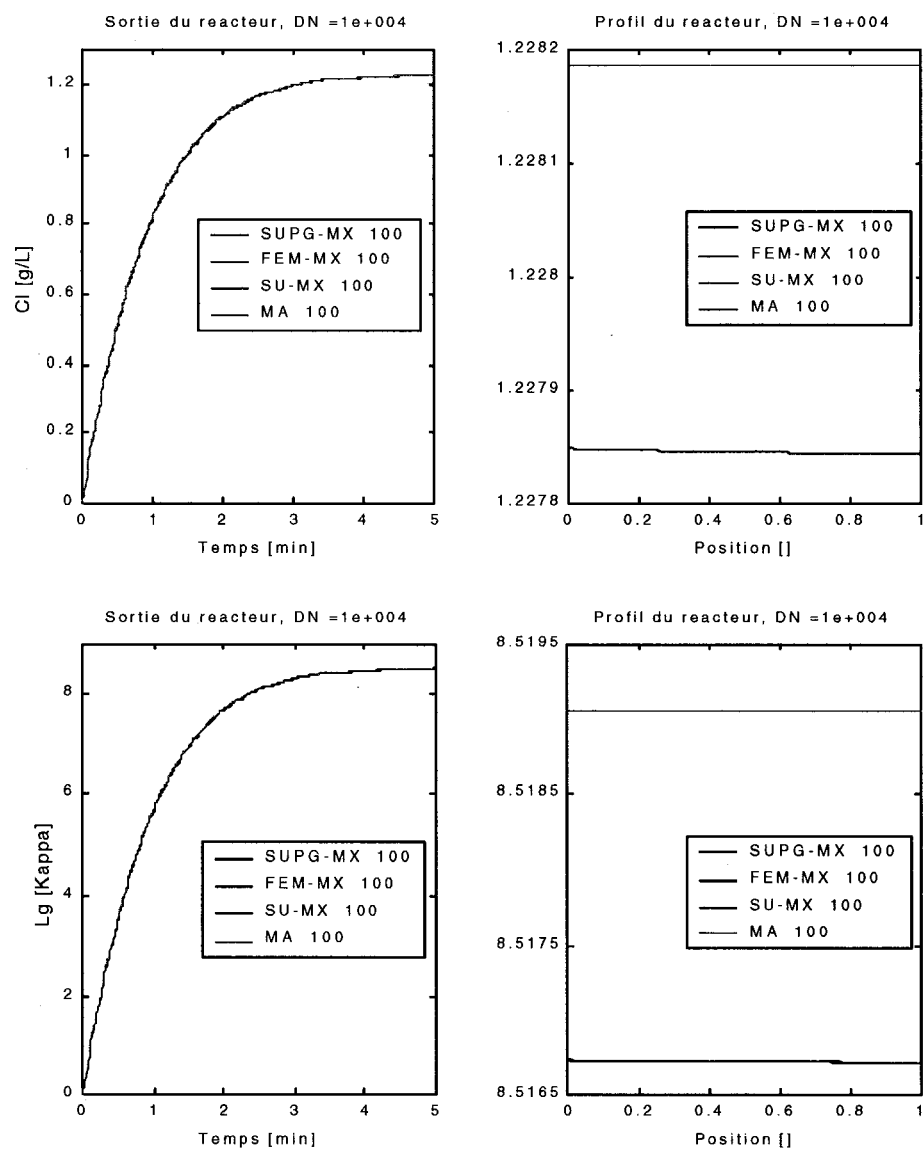 Sortie du reacteur, DN =1e+004
1.2
1
0.8
0.6
0.4
0.2
0
Cl [g/L]
SUPG-MX 100
FEM-MX 100
SU-MX 100
MA 100
0 1 2 3 4 5
Temps [min]
Profil du reacteur, DN =1e+004
1.2282
1.2281
1.228
1.2279
1.2278
SUPG-MX 100
FEM-MX 100
SU-MX 100
MA 100
0 0.2 0.4 0.6 0.8 1
Position []
Sortie du reacteur, DN =1e+004
8
6
4
2
0
Lg [Kappa]
SUPG-MX 100
FEM-MX 100
SU-MX 100
MA 100
0 1 2 3 4 5
Temps [min]
Profil du reacteur, DN =1e+004
8.5195
8.5185
8.5175
8.5165
SUPG-MX 100
FEM-MX 100
SU-MX 100
MA 100
0 0.2 0.4 0.6 0.8 1
Position []